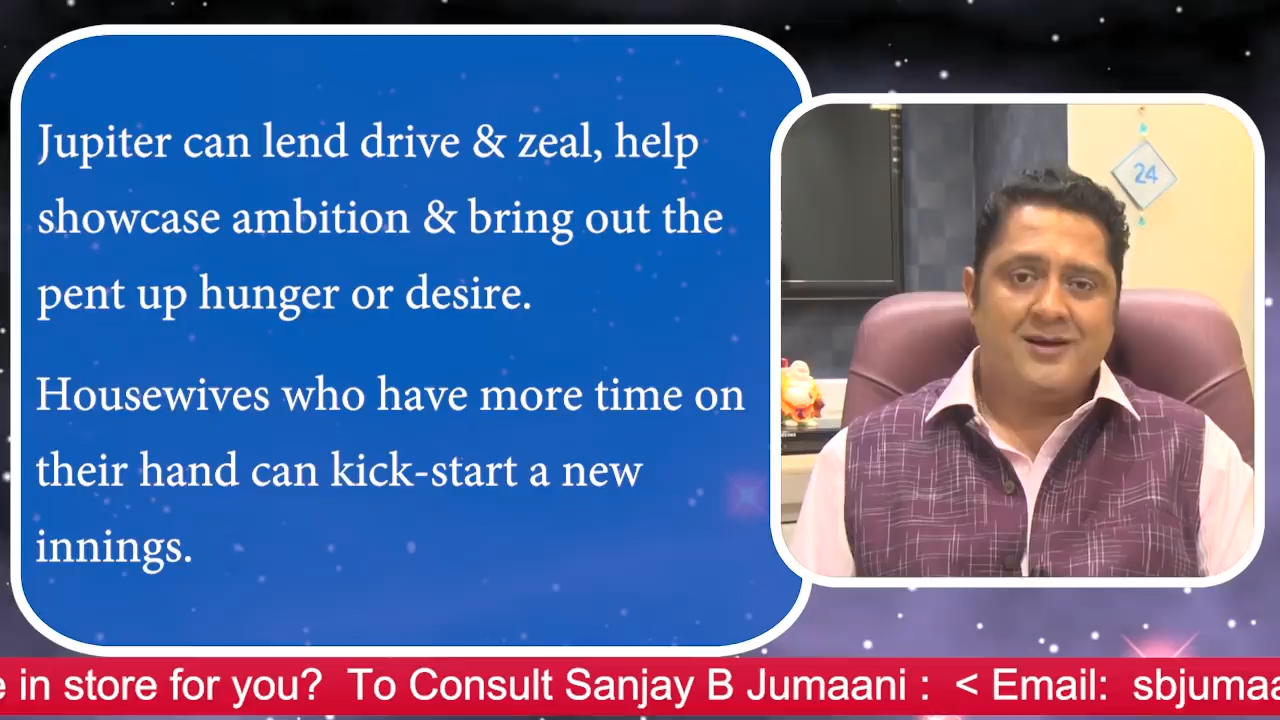 Jupiter can lend drive & zeal, help
showcase ambition & bring out the
pent up hunger or desire.
Housewives who have more time on
their hand can kick-start a new
innings.
24
in store for you? To Consult Sanjay B Jumaani : < Email: